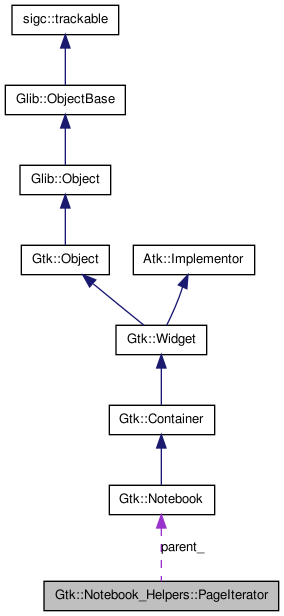 sigc::trackable
Glib::ObjectBase
Glib::Object
Gtk::Object
Atk::Implementor
Gtk::Widget
Gtk::Container
Gtk::Notebook
parent_
Gtk::Notebook_Helpers::PageIterator